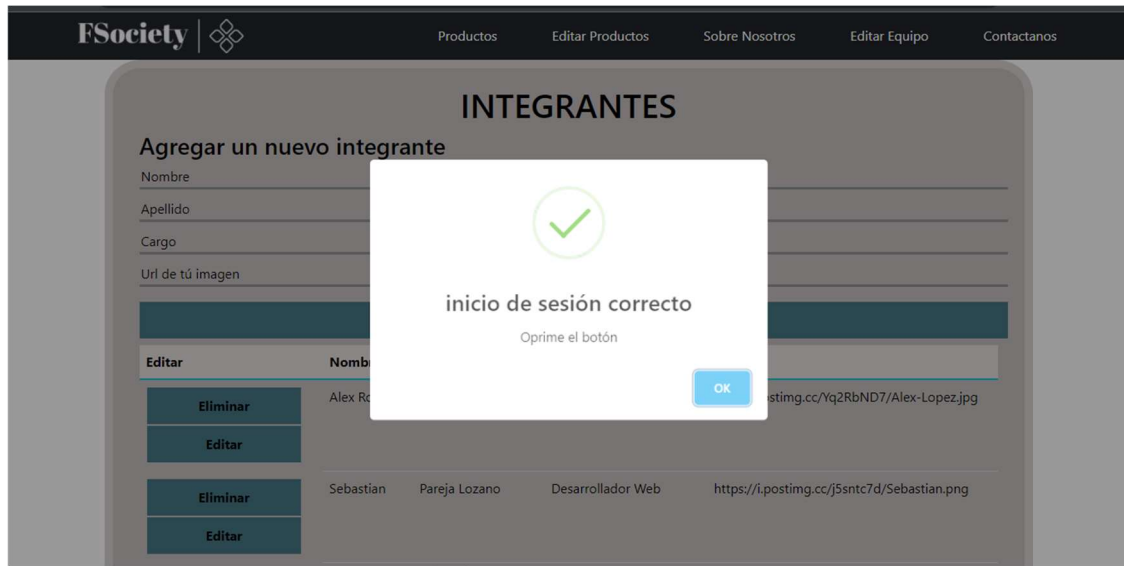 FSociety Productos Editar Productos Sobre Nosotros Editar Equipo Contactanos
INTEGRANTES
Agregar un nuevo integrante
Nombre
Apellido
Cargo
Url de tú imagen
inicio de sesión correcto
Oprime el botón
OK
Editar
Eliminar Alex
Editar
Eliminar Sebastian Pareja Lozano Desarrollador Web https://i.postimg.cc/j5sntc7d/Sebastian.png
Editar